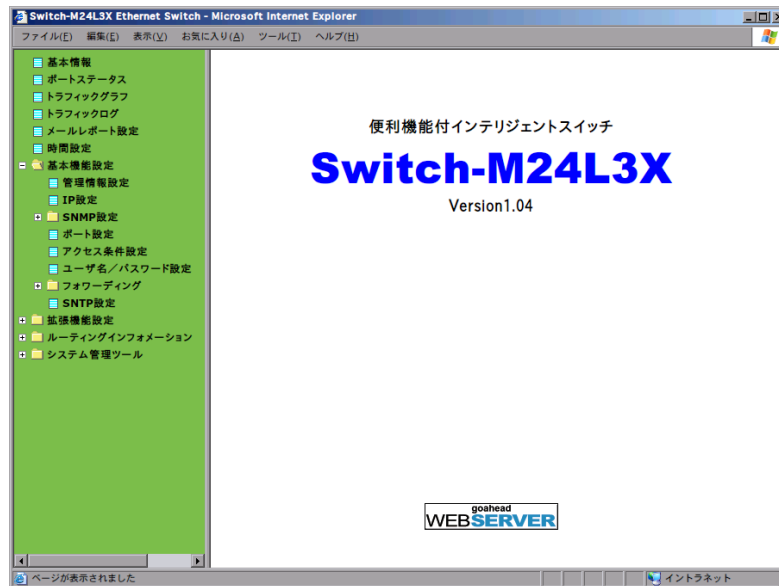 Switch-M24L3X Ethernet Switch - Microsoft Internet Explorer
ファイル(F) 編集(E) 表示(V) お気に入り(A) ツール(T) ヘルプ(H)
基本情報
ポートステータス
トラフィックグラフ
トラフィックログ
メールレポート設定
時間設定
基本機能設定
管理情報設定
IP設定
SNMP設定
ポート設定
アクセス条件設定
ユーザ名／パスワード設定
フォワーディング
SNTP設定
拡張機能設定
ルーティングインフォメーション
システム管理ツール
便利機能付インテリジェントスイッチ
Switch-M24L3X
Version1.04
goahead
WEBSERVER
ページが表示されました
イントラネット